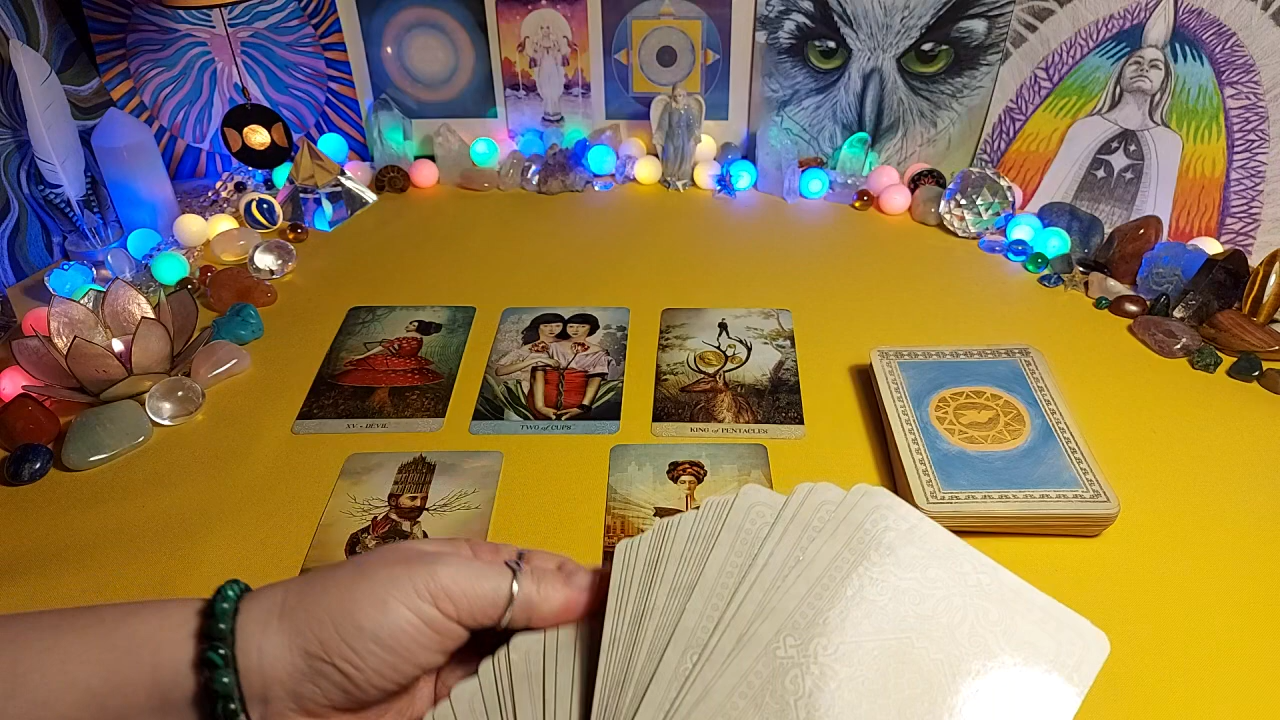 XV • DEVIL
TWO of CUPS
KING of PENTACLES